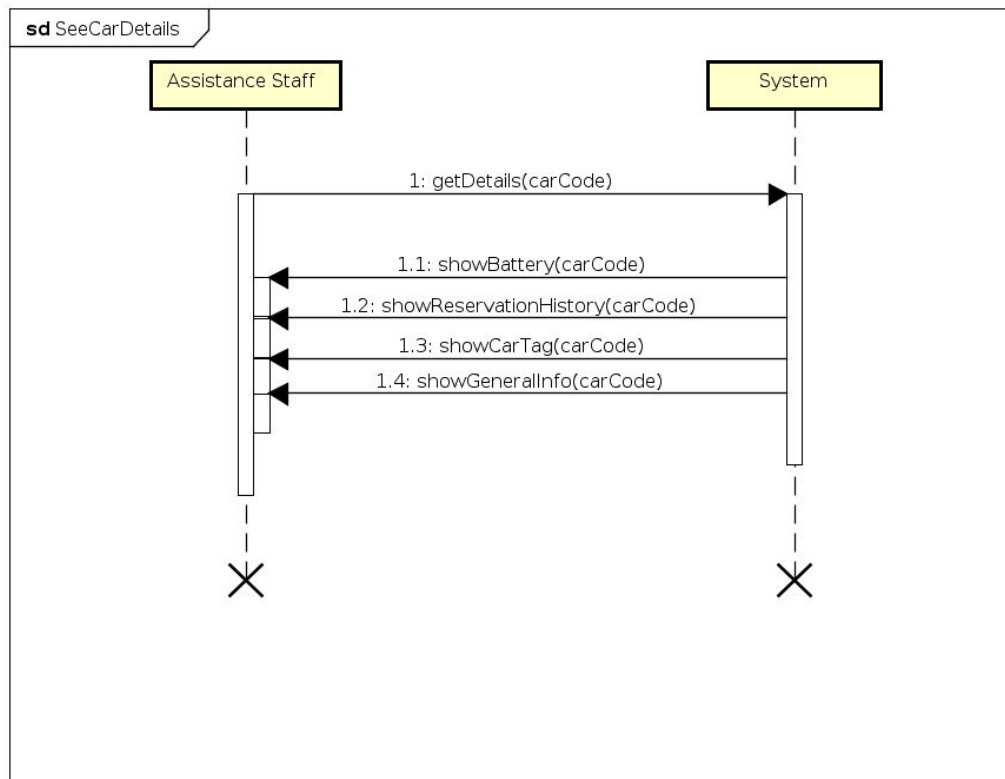 sd SeeCarDetails
Assistance Staff
System
1: getDetails(carCode)
1.1: showBattery(carCode)
1.2: showReservationHistory(carCode)
1.3: showCarTag(carCode)
1.4: showGeneralInfo(carCode)